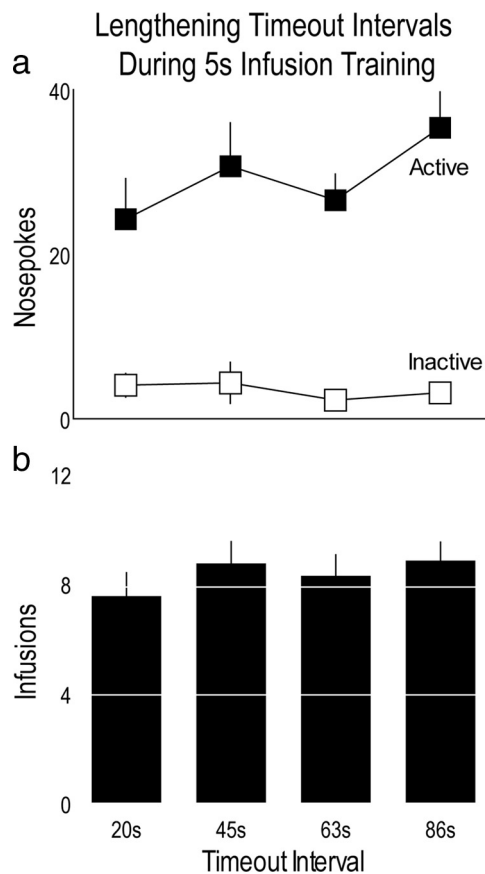 Lengthening Timeout Intervals
During 5s Infusion Training
a
40
Active
Nosepokes
20
Inactive
0
b
12
8
Infusions
4
0
20s 45s 63s 86s
Timeout Interval